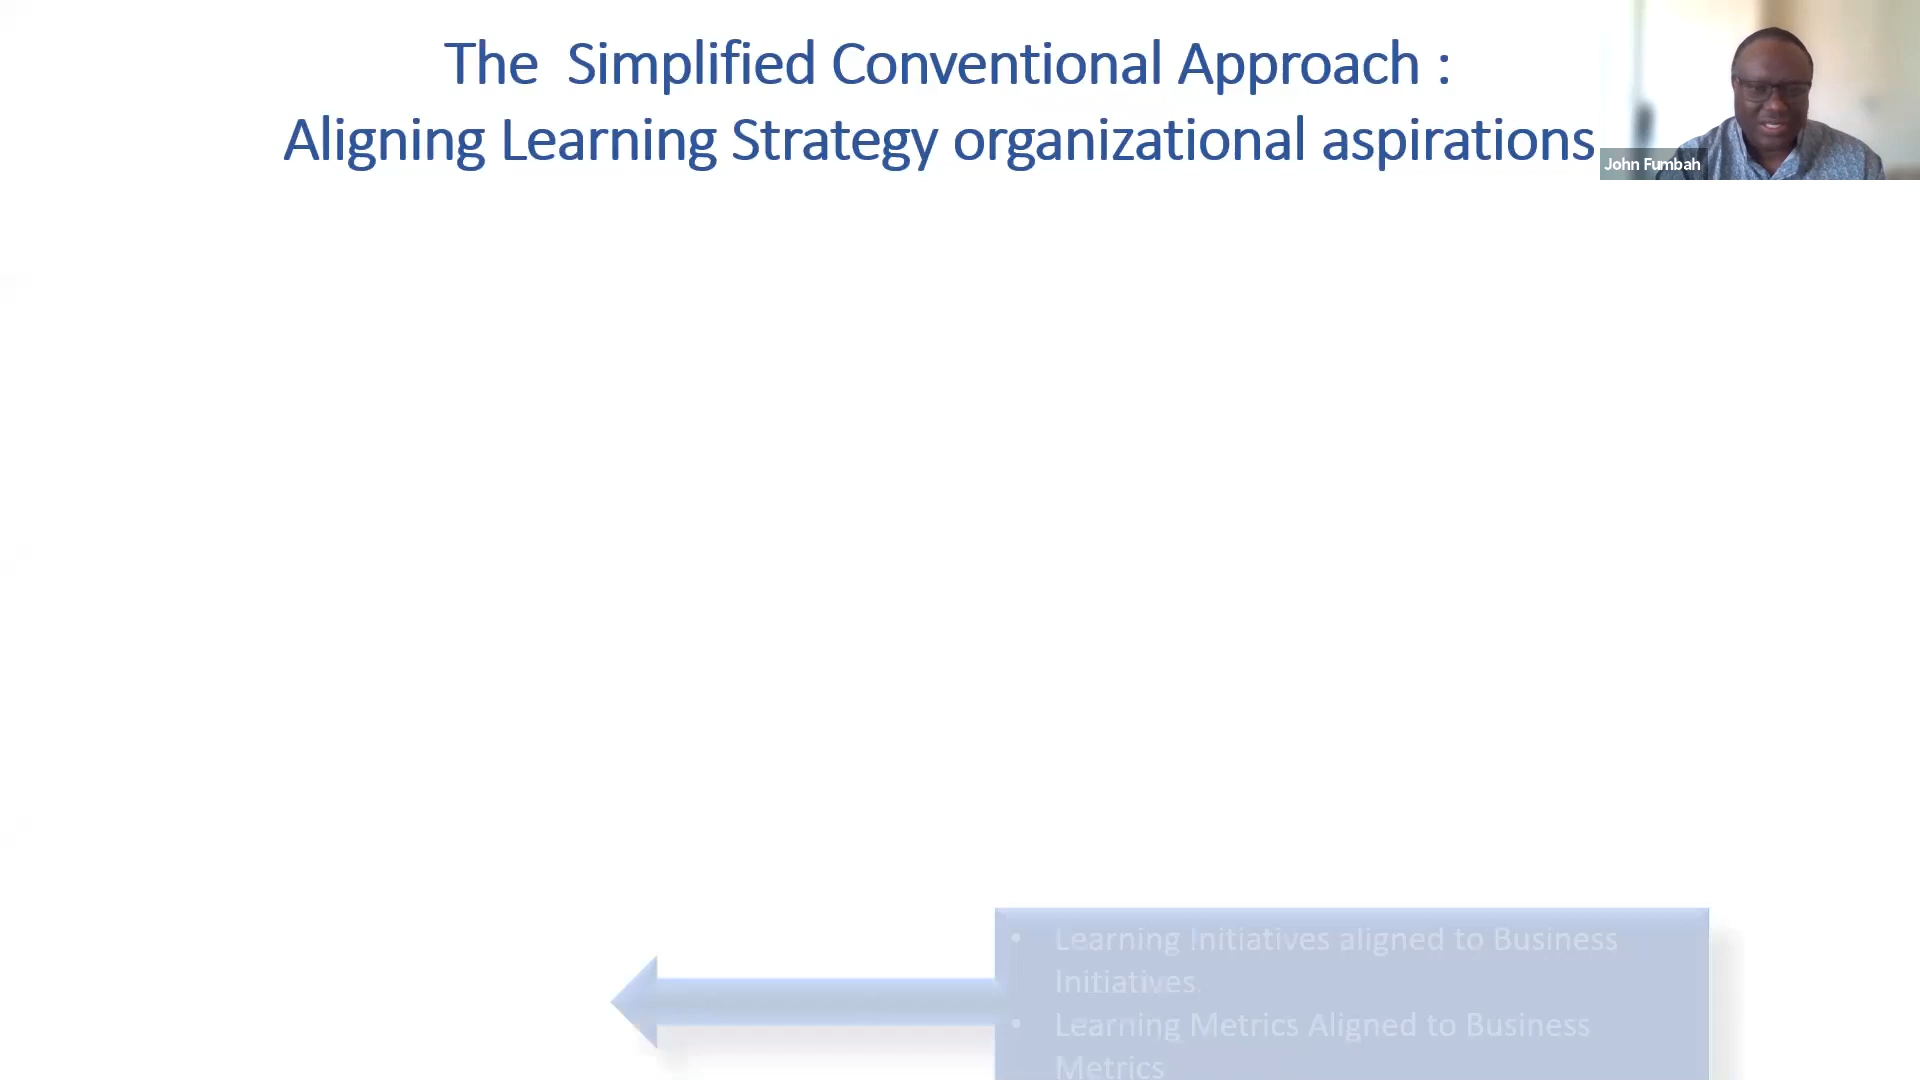 The  Simplified Conventional Approach :
Aligning Learning Strategy organizational aspirations
John Fumbah
• Learning Initiatives aligned to Business
Initiatives.
• Learning Metrics Aligned to Business
Metrics